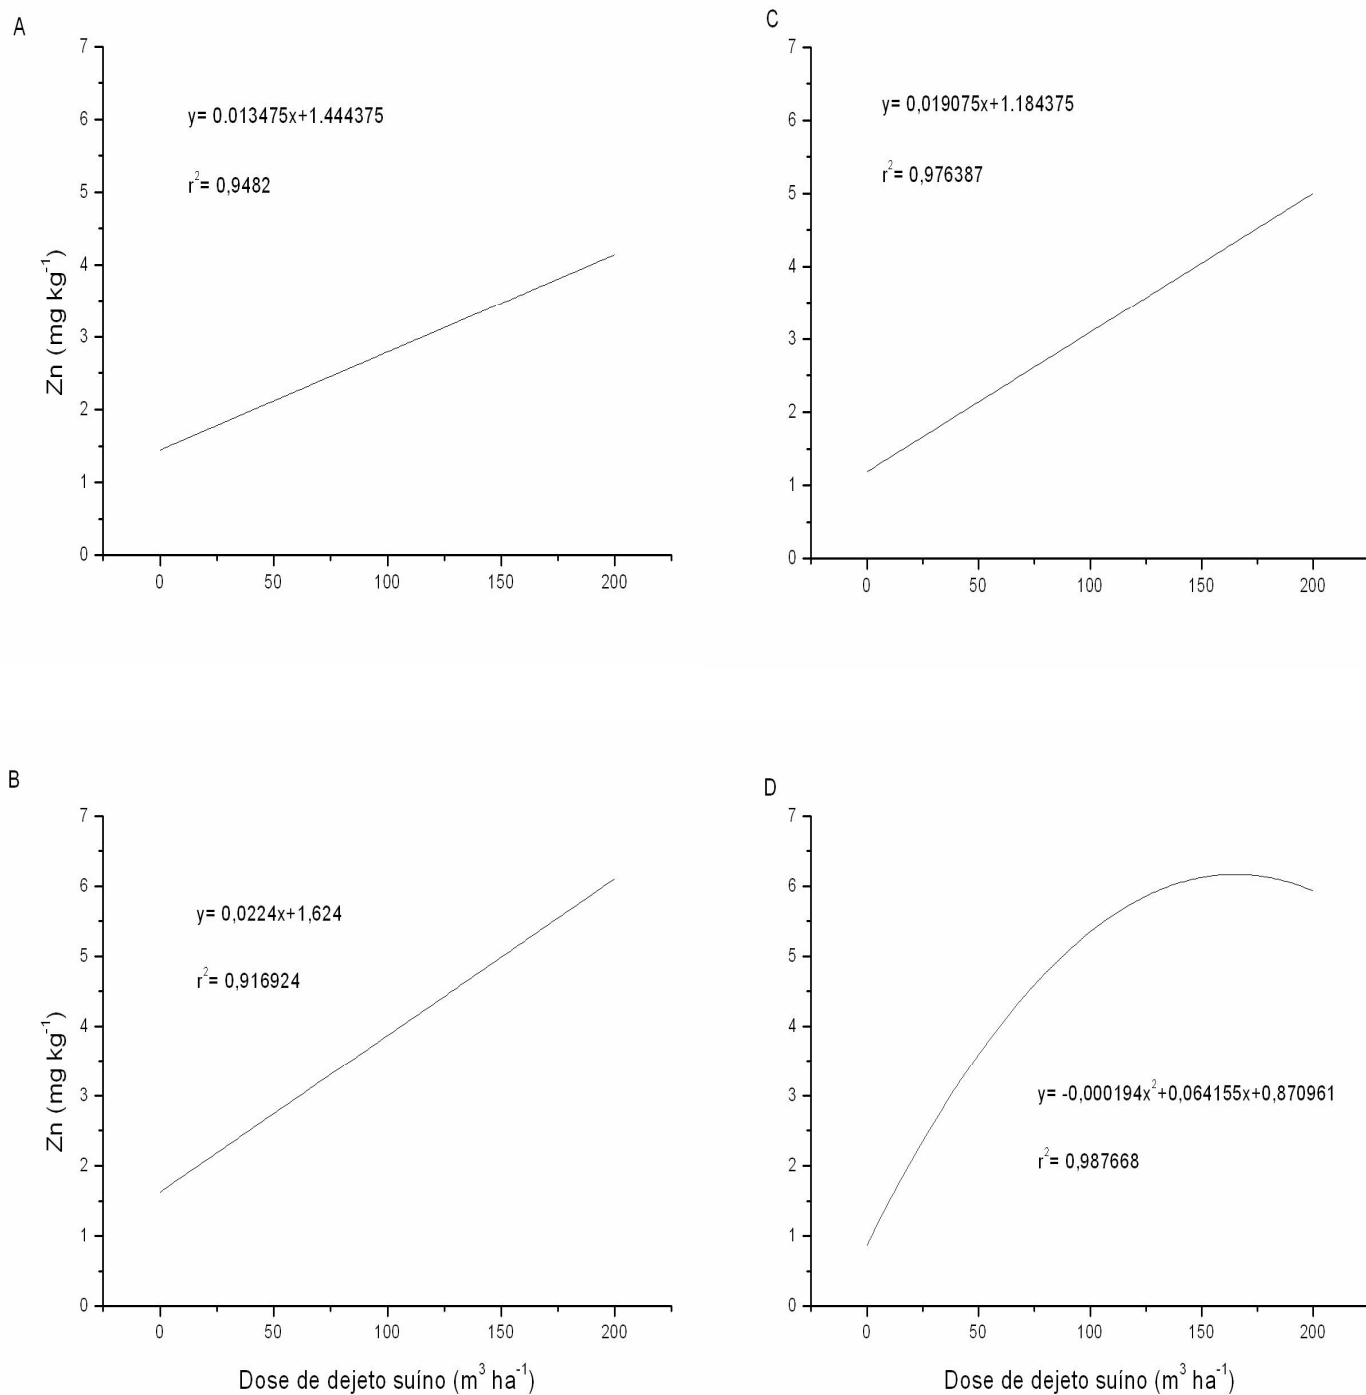 A
7
6
5
4
3
2
1
0
Zn (mg kg⁻¹)
y= 0.013475x+1.444375
r²= 0,9482
0 50 100 150 200
C
7
6
5
4
3
2
1
0
y= 0,019075x+1.184375
r²= 0,976387
0 50 100 150 200
B
7
6
5
4
3
2
1
0
Zn (mg kg⁻¹)
y= 0,0224x+1,624
r²= 0,916924
0 50 100 150 200
Dose de dejeto suíno (m³ ha⁻¹)
D
7
6
5
4
3
2
1
0
y= -0,000194x²+0,064155x+0,870961
r²= 0,987668
0 50 100 150 200
Dose de dejeto suíno (m³ ha⁻¹)